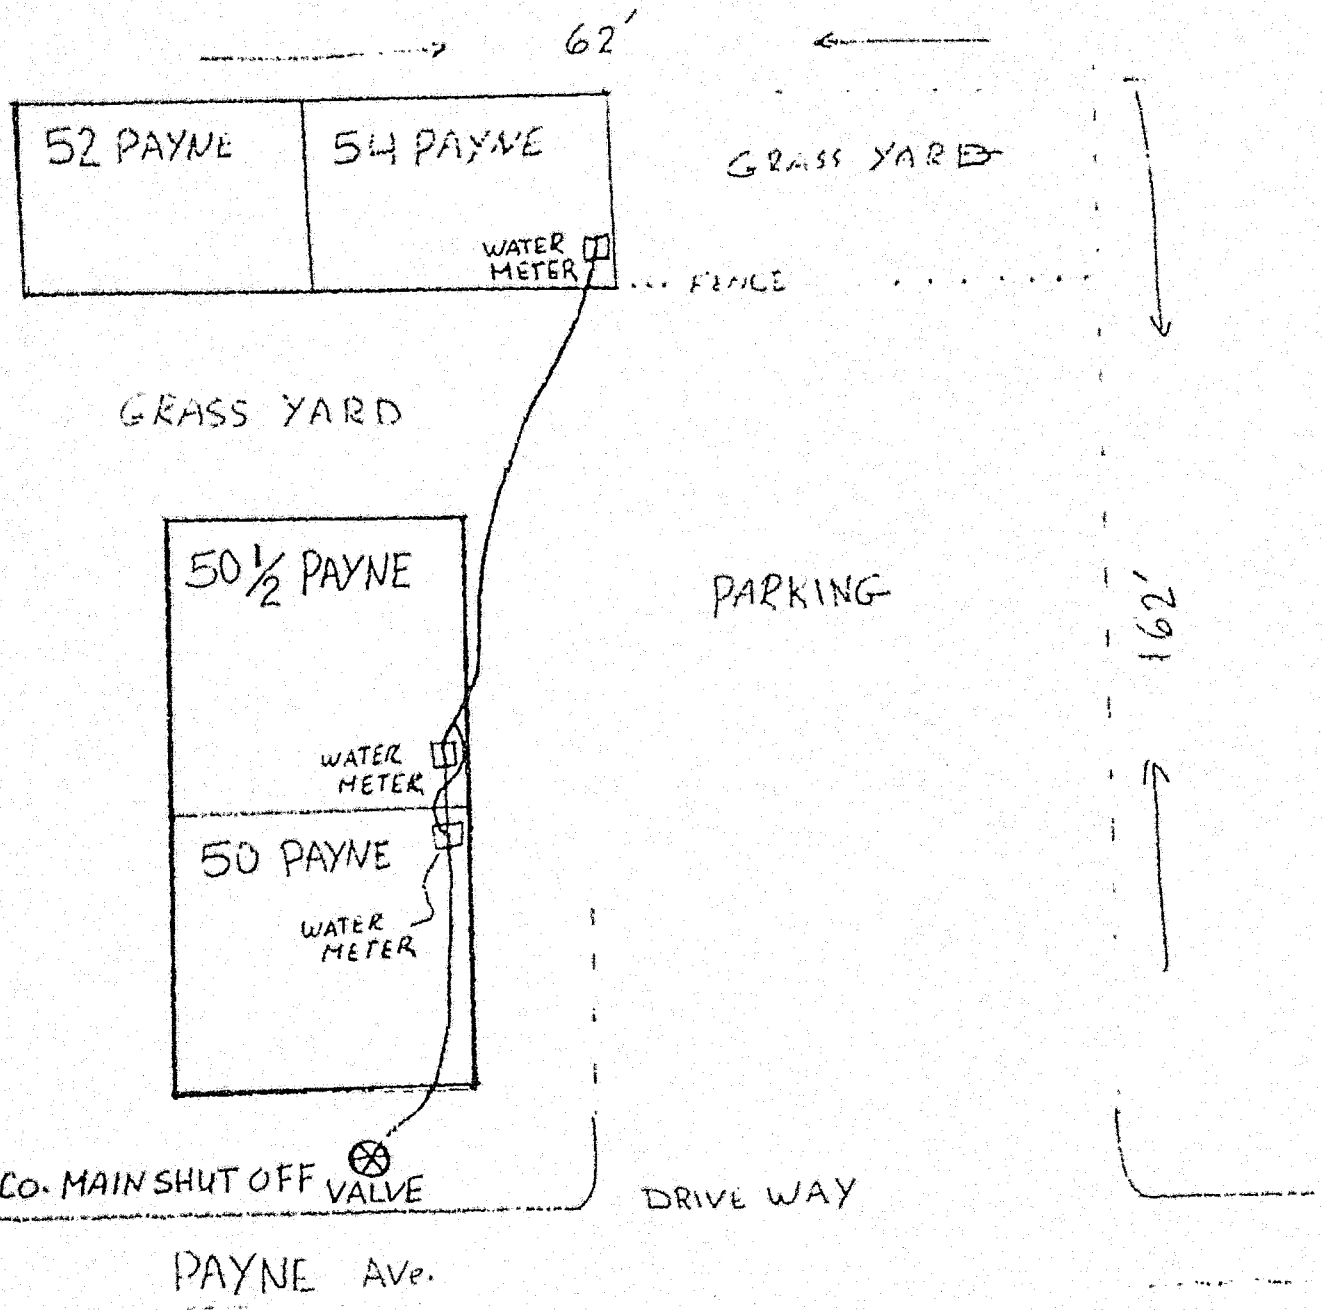 62'
52 PAYNE
54 PAYNE
GRASS YARD
WATER
METER
FENCE
GRASS YARD
50 1/2 PAYNE
PARKING
162'
WATER
METER
50 PAYNE
WATER
METER
CO. MAIN SHUT OFF
VALVE
DRIVE WAY
PAYNE AVE.